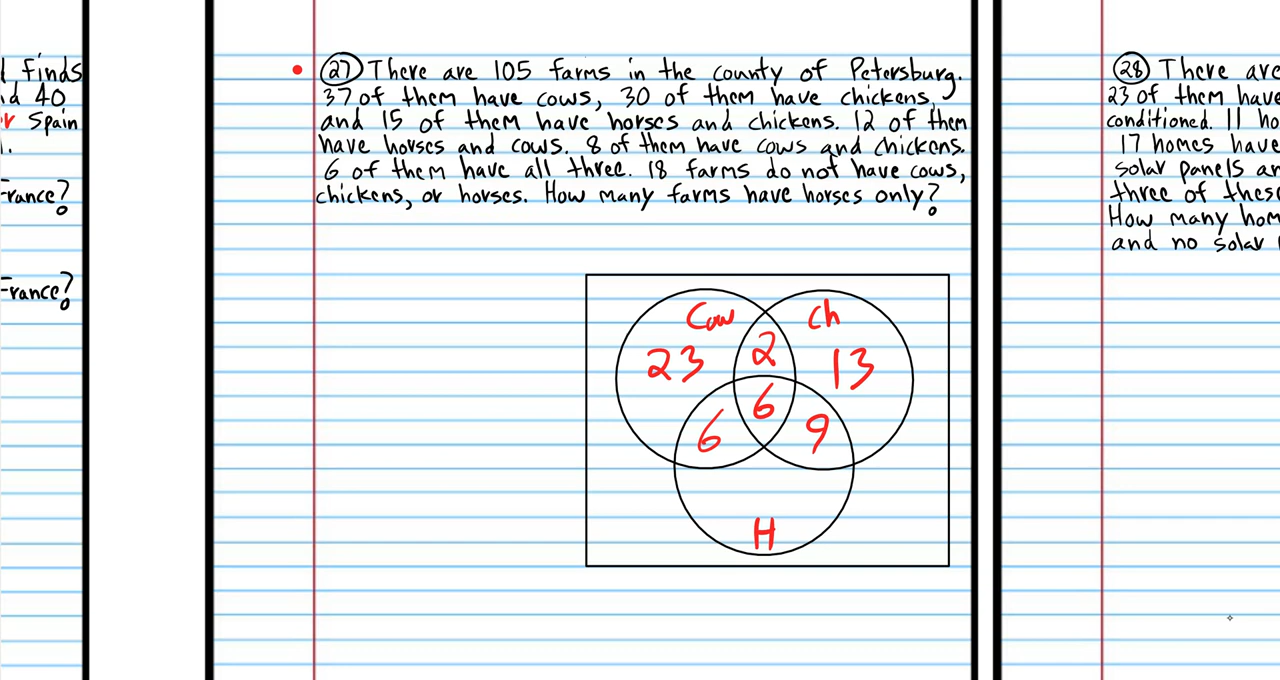 l finds
nd 40
r Spain
.
France?
France?
27 There are 105 farms in the county of Petersburg.
37 of them have cows, 30 of them have chickens,
and 15 of them have horses and chickens. 12 of them
have horses and cows. 8 of them have cows and chickens.
6 of them have all three. 18 farms do not have cows,
chickens, or horses. How many farms have horses only?
Cow Ch
23 2 13
6
6 9
H
28 There are
23 of them have
conditioned. 11 ho
17 homes have
solar panels an
three of these
How many hom
and no solar